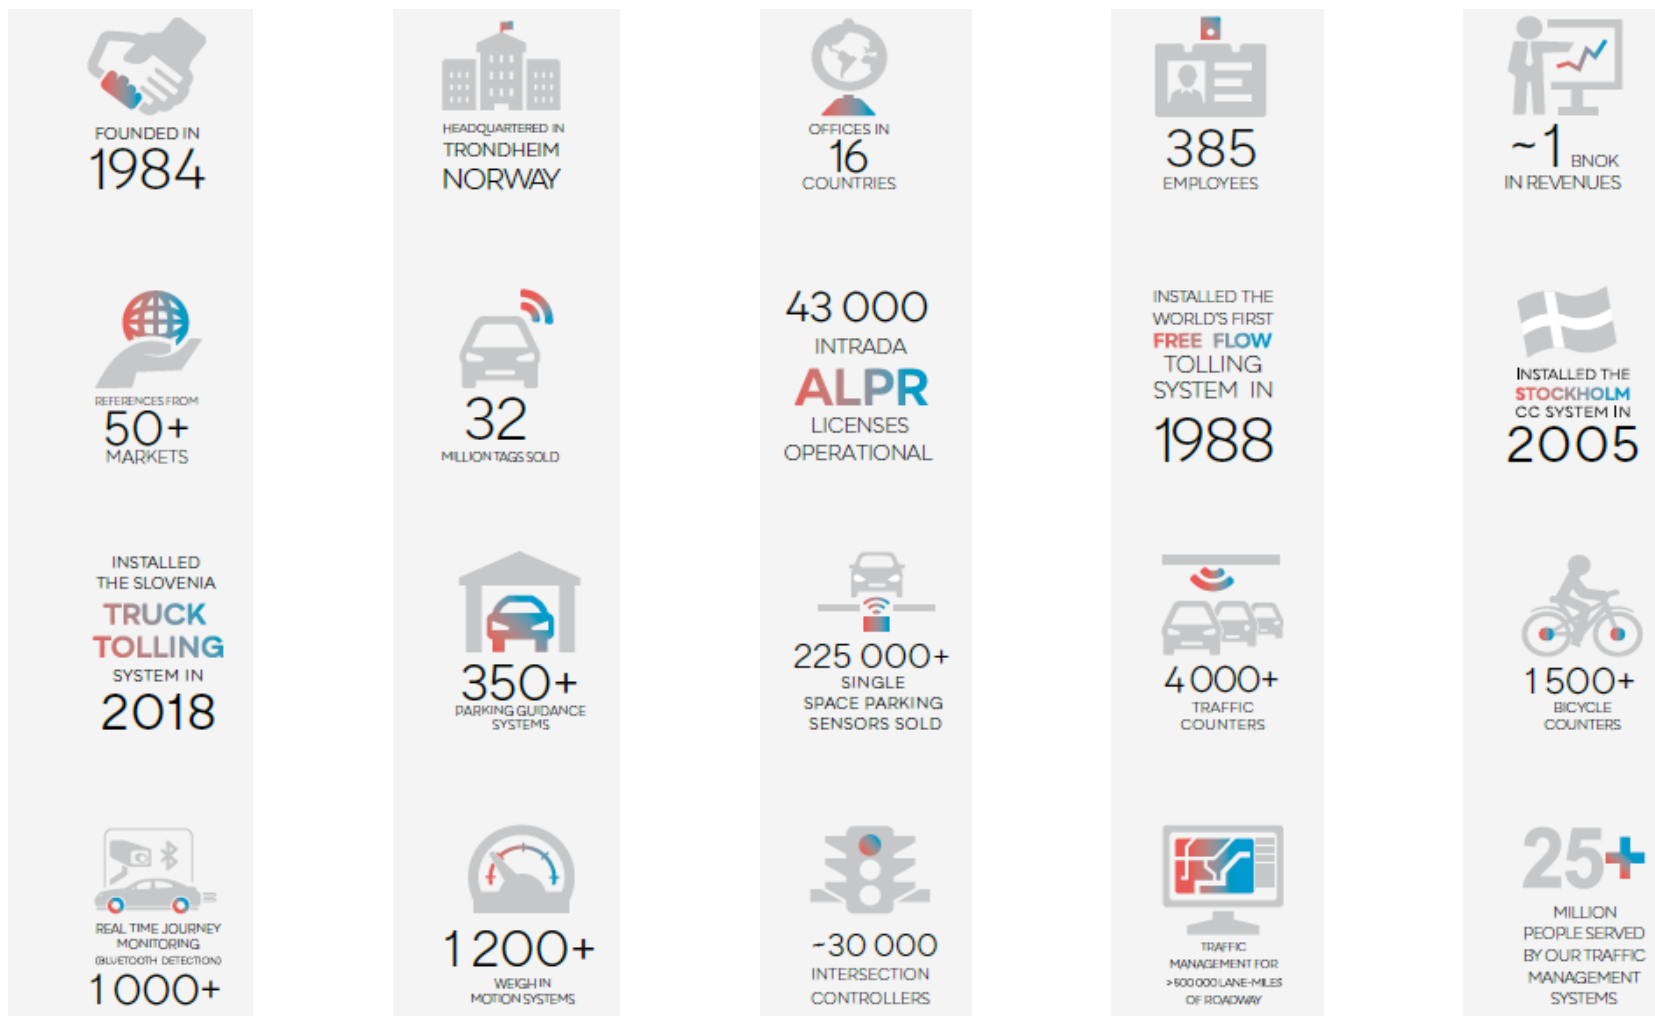 FOUNDED IN
1984
HEADQUARTERED IN
TRONDHEIM
NORWAY
OFFICES IN
16
COUNTRIES
385
EMPLOYEES
~1 BNOK
IN REVENUES
REFERENCES FROM
50+
MARKETS
32
MILLION TAGS SOLD
43 000
INTRADA
ALPR
LICENSES
OPERATIONAL
INSTALLED THE
WORLD'S FIRST
FREE FLOW
TOLLING
SYSTEM IN
1988
INSTALLED THE
STOCKHOLM
CC SYSTEM IN
2005
INSTALLED
THE SLOVENIA
TRUCK
TOLLING
SYSTEM IN
2018
350+
PARKING GUIDANCE
SYSTEMS
225 000+
SINGLE
SPACE PARKING
SENSORS SOLD
4 000+
TRAFFIC
COUNTERS
1 500+
BICYCLE
COUNTERS
REAL TIME JOURNEY
MONITORING
(BLUETOOTH DETECTION)
1 000+
1 200+
WEIGH IN
MOTION SYSTEMS
~30 000
INTERSECTION
CONTROLLERS
TRAFFIC
MANAGEMENT FOR
>500 000 LANE-MILES
OF ROADWAY
25+
MILLION
PEOPLE SERVED
BY OUR TRAFFIC
MANAGEMENT
SYSTEMS